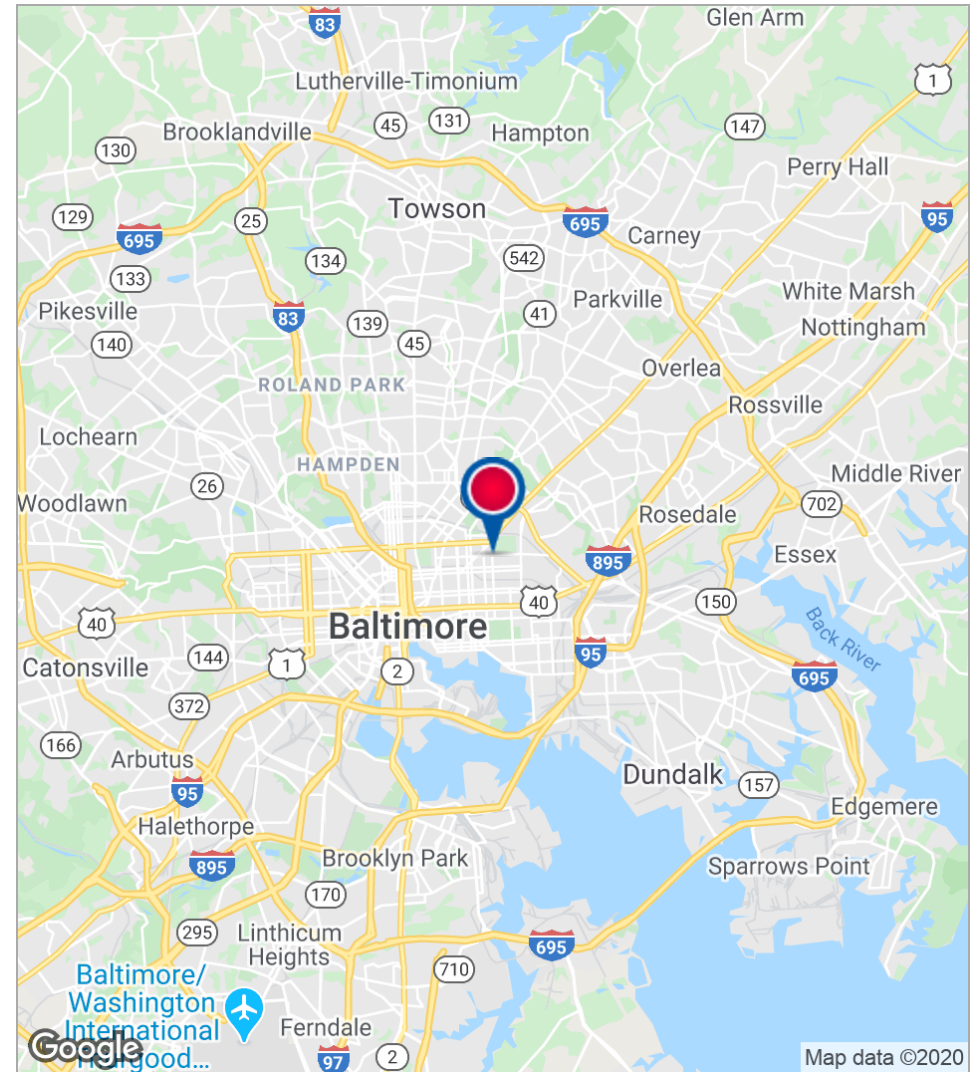 Glen Arm
83
Lutherville-Timonium
1
45
131
Brooklandville
Hampton
147
130
Perry Hall
Towson
129
25
95
695
695
Carney
542
134
133
Parkville
White Marsh
Pikesville
83
139
41
Nottingham
140
45
Overlea
ROLAND PARK
Rossville
Lochearn
HAMPDEN
Middle River
26
Woodlawn
702
Rosedale
Essex
895
40
150
40
Baltimore
Back River
144
95
Catonsville
1
2
695
372
166
Arbutus
Dundalk
157
95
Edgemere
Halethorpe
Brooklyn Park
895
Sparrows Point
170
295
Linthicum
Heights
695
710
Baltimore/
Washington
International
Ferndale
Google
97
2
Map data ©2020